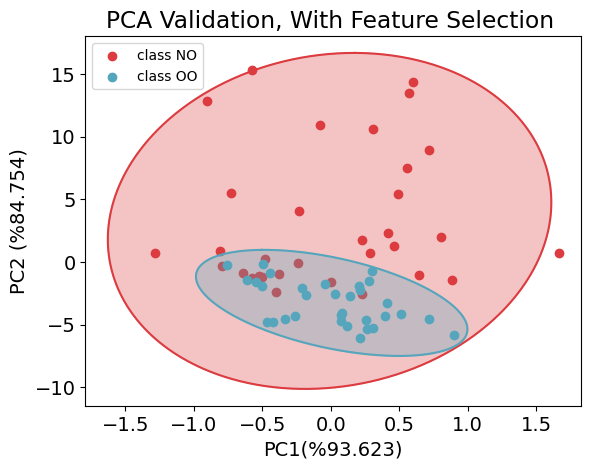 PCA Validation, With Feature Selection
class NO
class OO
15
10
5
0
−5
−10
PC2 (%84.754)
−1.5 −1.0 −0.5 0.0 0.5 1.0 1.5
PC1(%93.623)